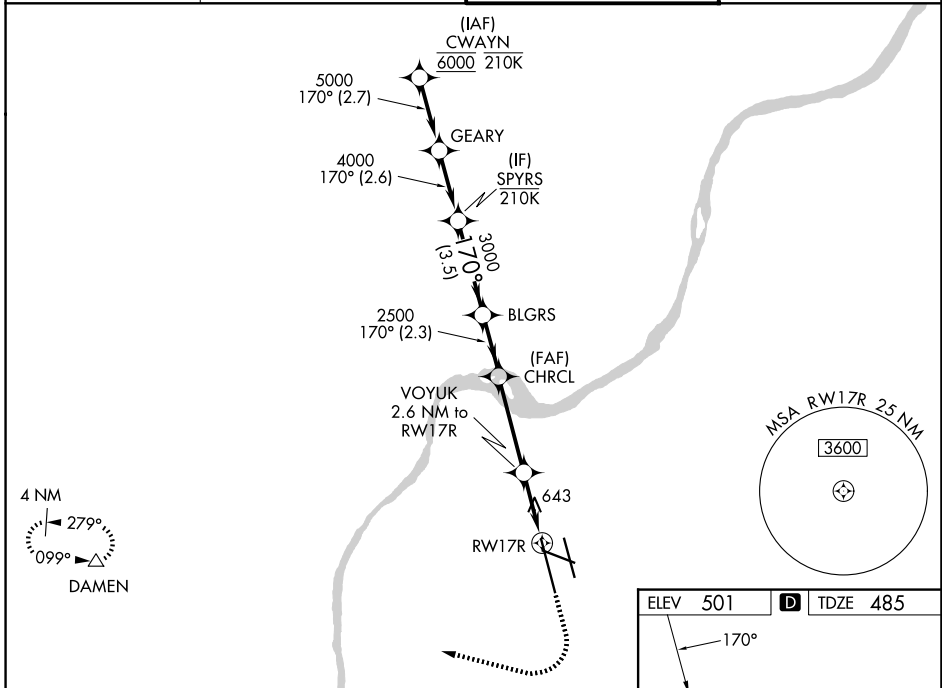 (IAF)
CWAYN
6000 210K
5000
170° (2.7)
GEARY
4000
170° (2.6)
(IF)
SPYRS
210K
3000
170°
(3.5)
BLGRS
2500
170° (2.3)
(FAF)
CHRCL
VOYUK
2.6 NM to
RW17R
643
RW17R
MSA RW17R 25 NM
3600
4 NM
279°
099°
DAMEN
ELEV 501 D TDZE 485
170°